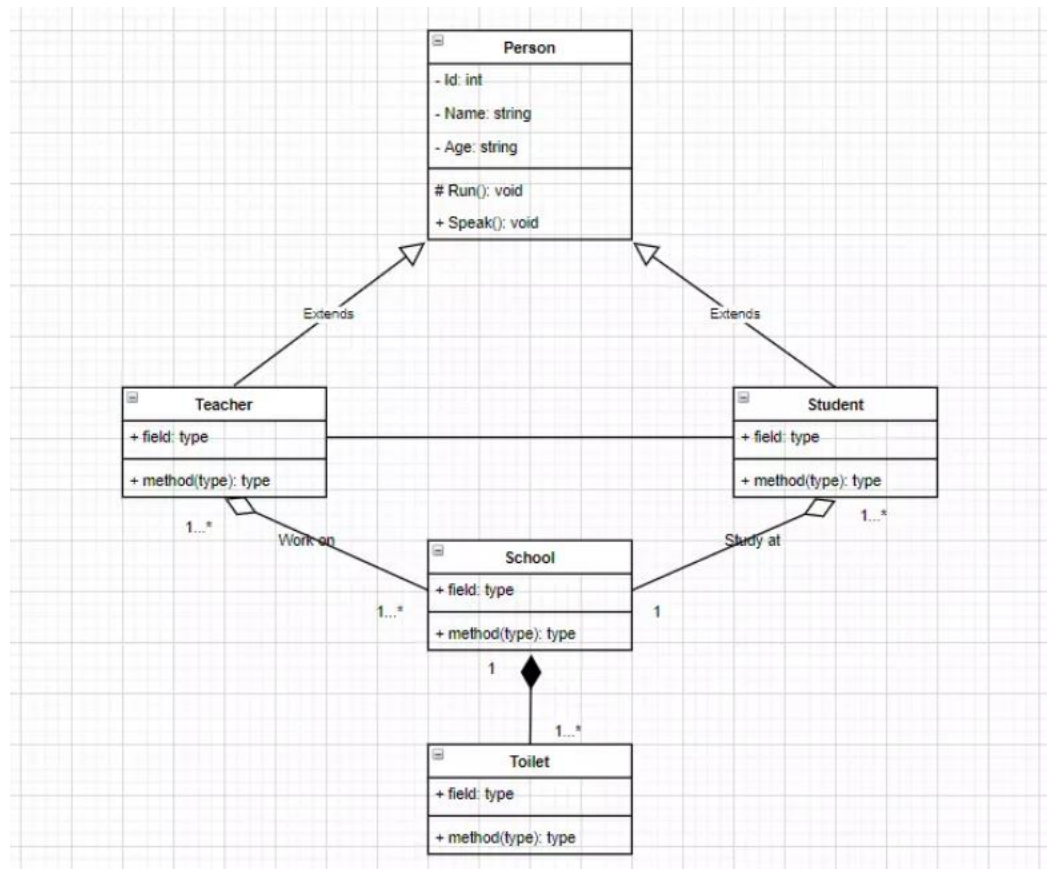 Person
- Id: int
- Name: string
- Age: string
# Run(): void
+ Speak(): void
Extends
Extends
Teacher
+ field: type
+ method(type): type
Student
+ field: type
+ method(type): type
1...*
Work on
1...*
Study at
1...*
1
School
+ field: type
+ method(type): type
1
1...*
Toilet
+ field: type
+ method(type): type